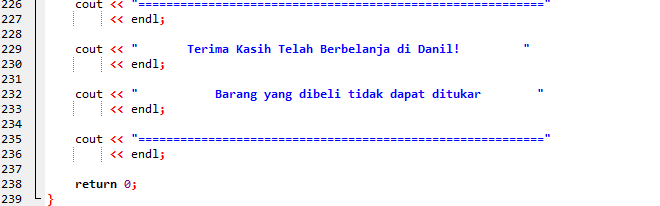 226 cout << "=========================================================="
227 << endl;
228
229 cout << "       Terima Kasih Telah Berbelanja di Danil!         "
230 << endl;
231
232 cout << "           Barang yang dibeli tidak dapat ditukar        "
233 << endl;
234
235 cout << "=========================================================="
236 << endl;
237
238 return 0;
239 }